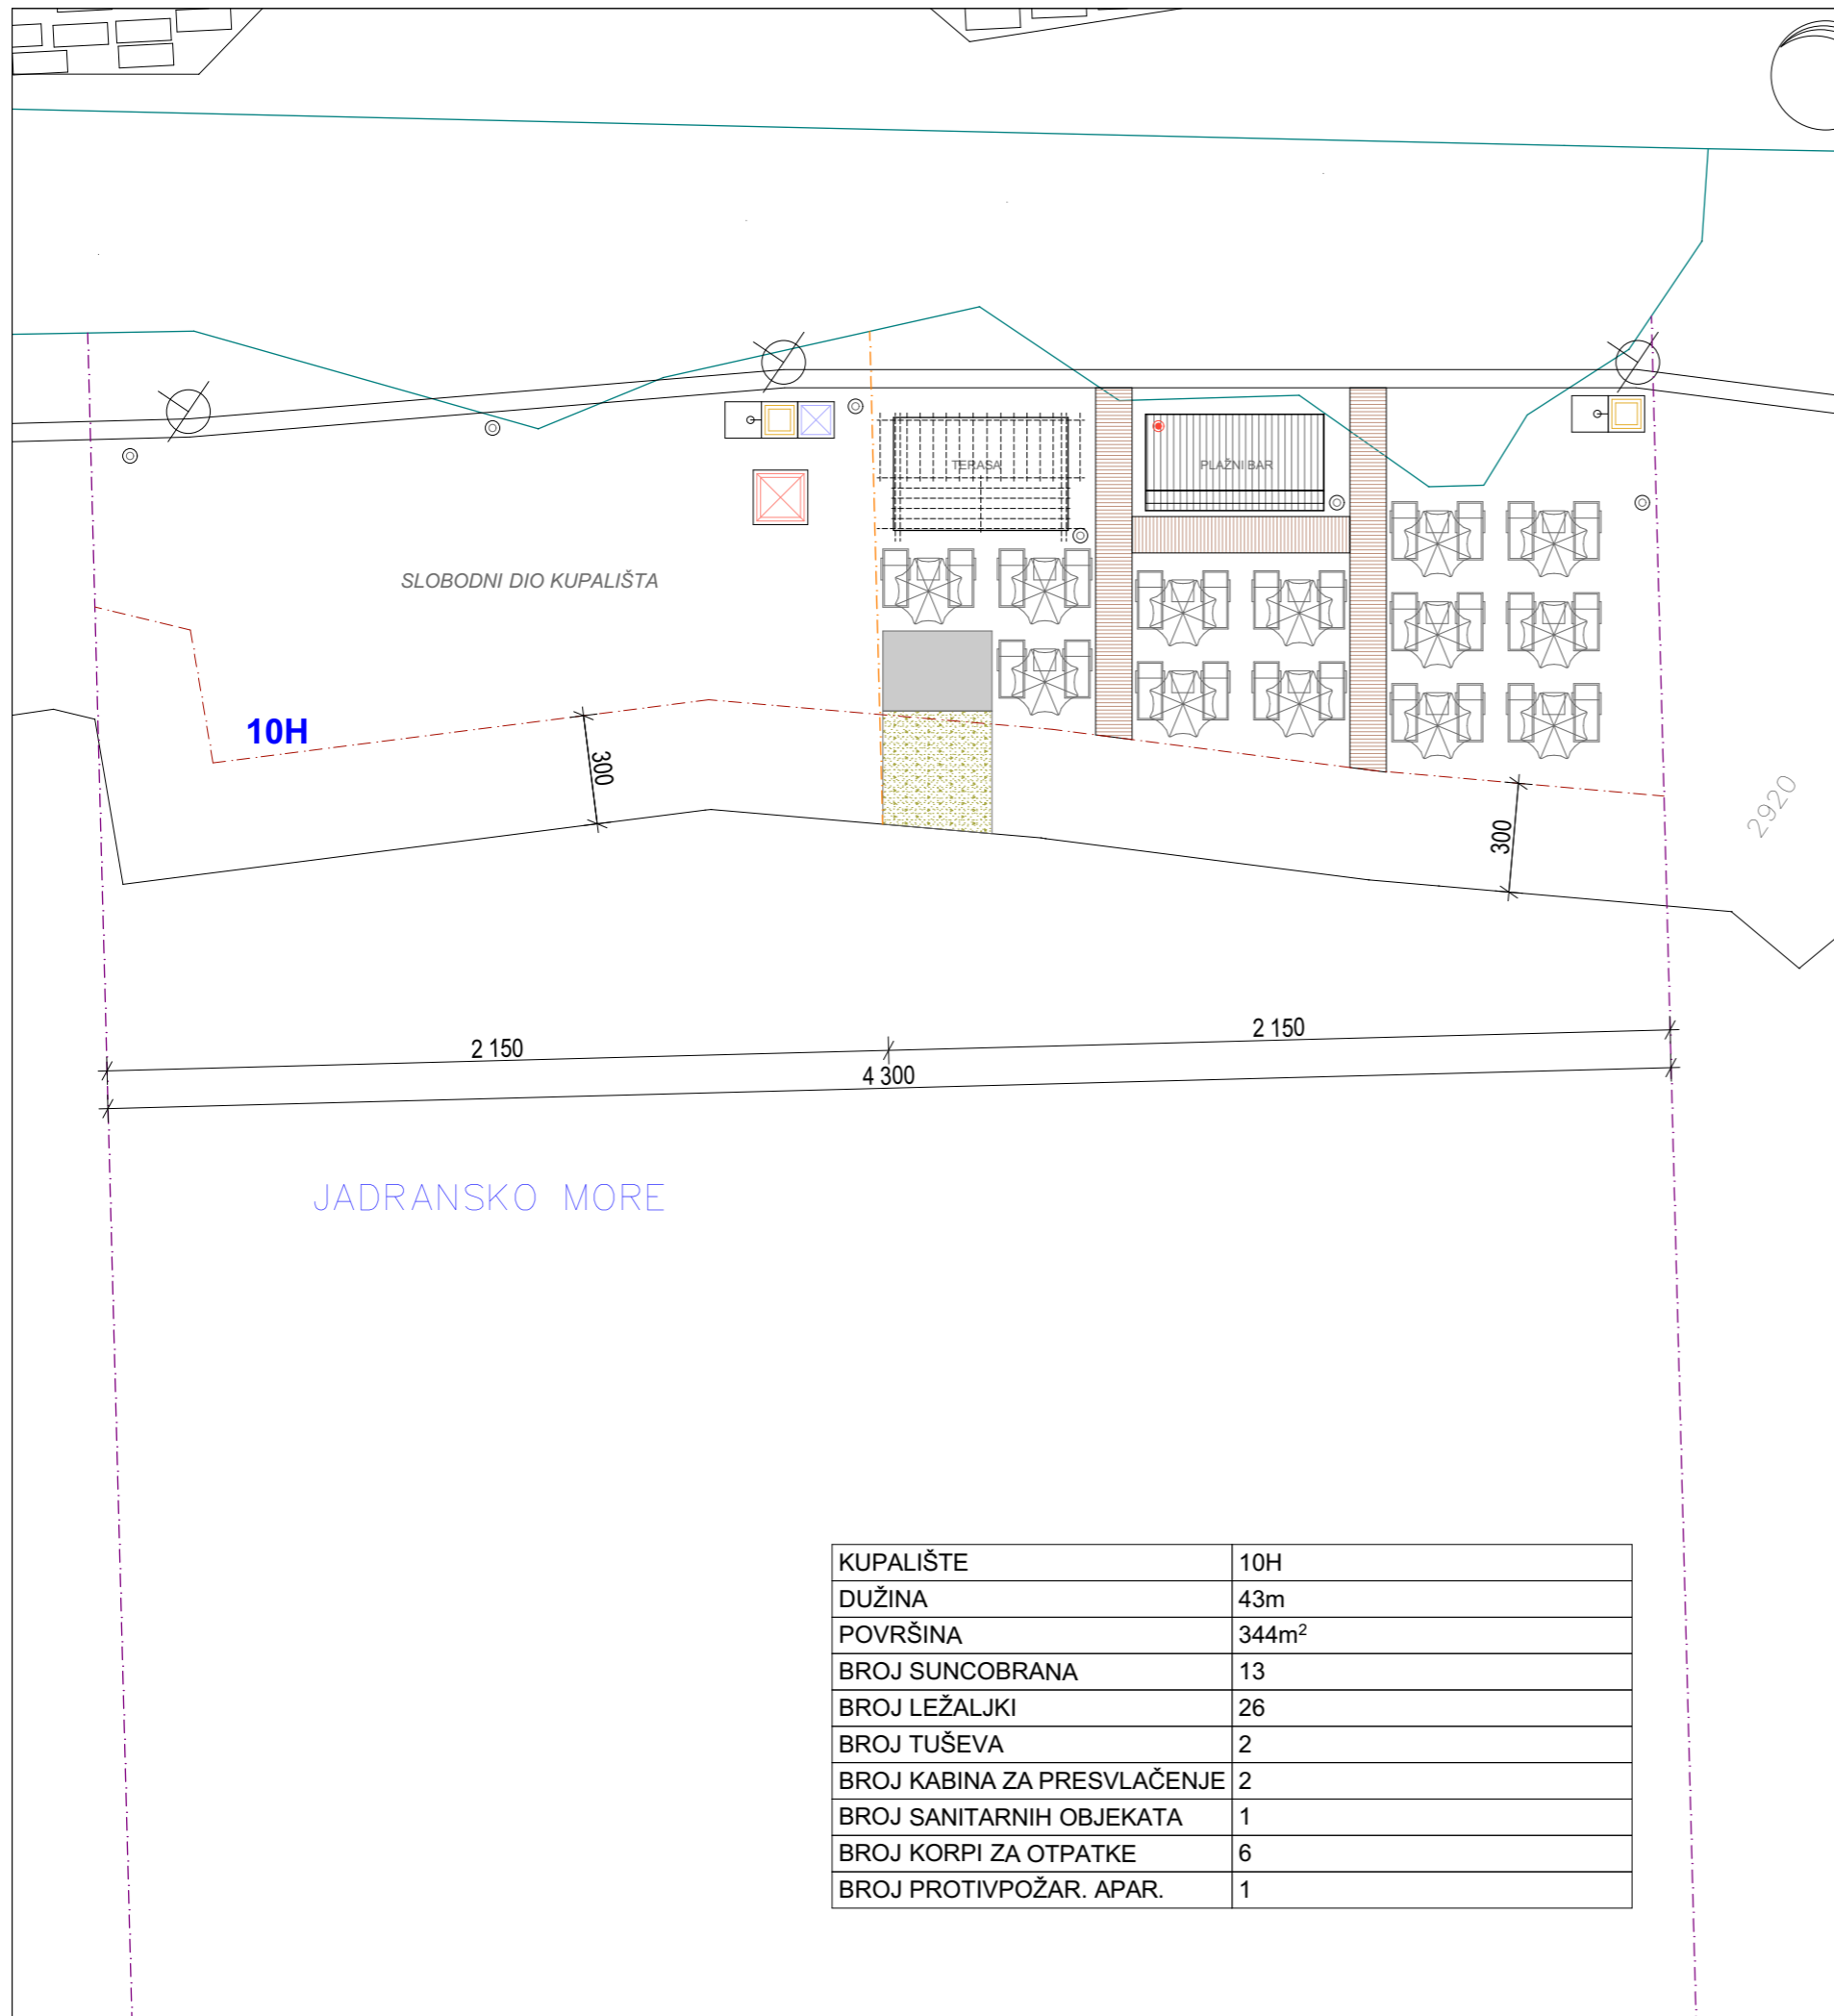 TERASA
PLAŽNI BAR
SLOBODNI DIO KUPALIŠTA
10H
300
300
2920
2 150
2 150
4 300
JADRANSKO MORE
KUPALIŠTE 10H
DUŽINA 43m
POVRŠINA 344m²
BROJ SUNCOBRANA 13
BROJ LEŽALJKI 26
BROJ TUŠEVA 2
BROJ KABINA ZA PRESVLAČENJE 2
BROJ SANITARNIH OBJEKATA 1
BROJ KORPI ZA OTPATKE 6
BROJ PROTIVPOŽAR. APAR. 1